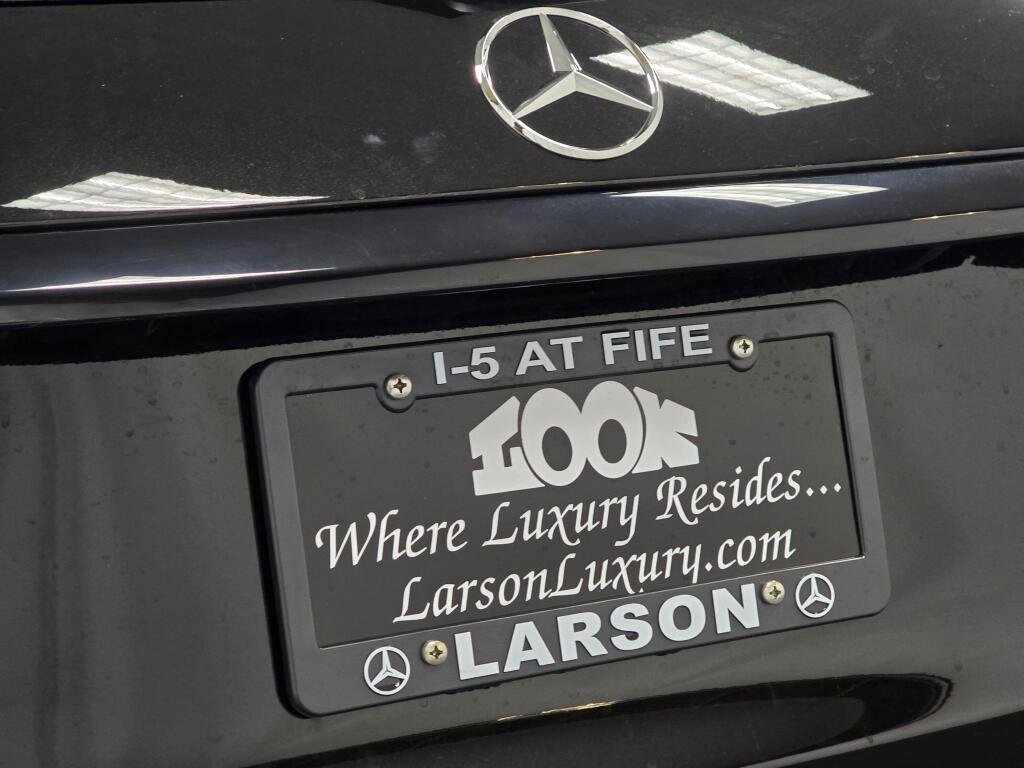 I-5 AT FIFE
LOOK
Where Luxury Resides...
LarsonLuxury.com
LARSON